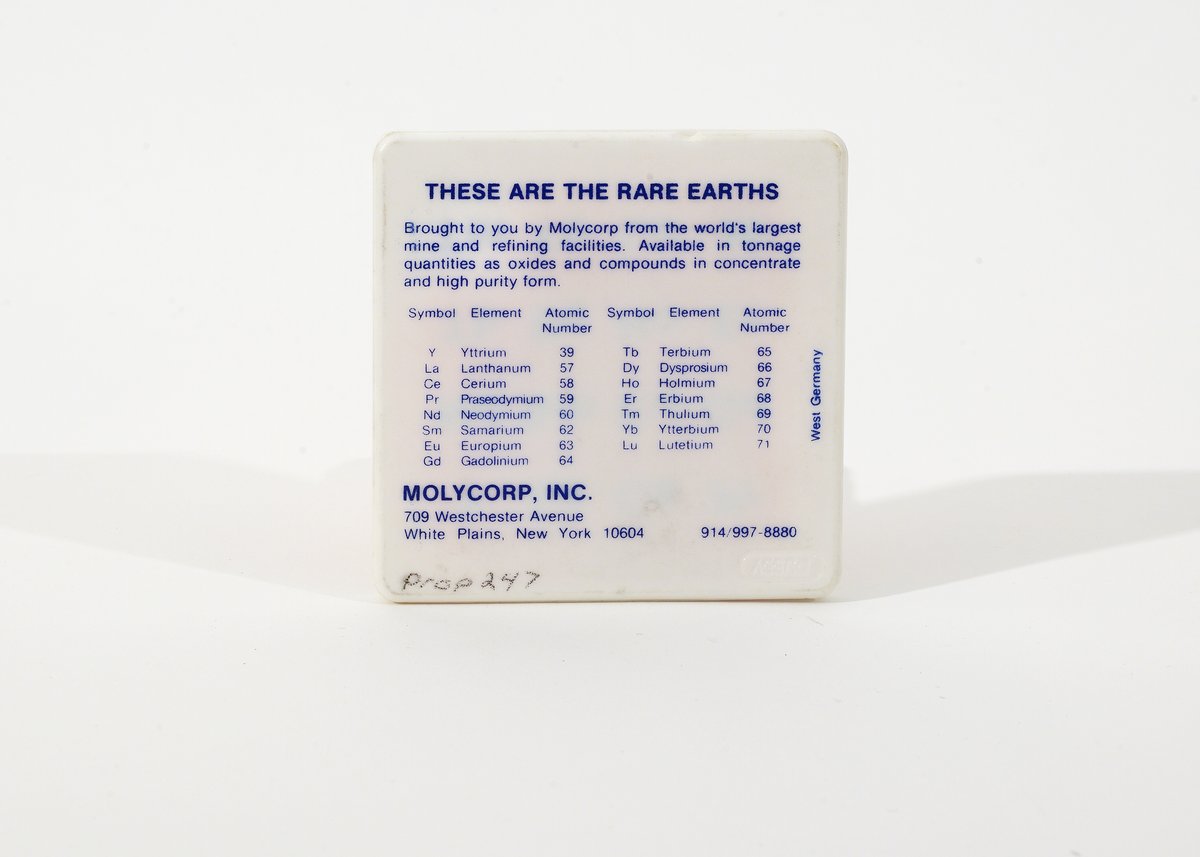 THESE ARE THE RARE EARTHS
Brought to you by Molycorp from the world's largest
mine and refining facilities. Available in tonnage
quantities as oxides and compounds in concentrate
and high purity form.
Symbol Element Atomic Number Symbol Element Atomic Number
Y Yttrium 39 Tb Terbium 65
La Lanthanum 57 Dy Dysprosium 66
Ce Cerium 58 Ho Holmium 67
Pr Praseodymium 59 Er Erbium 68
Nd Neodymium 60 Tm Thulium 69
Sm Samarium 62 Yb Ytterbium 70
Eu Europium 63 Lu Lutetium 71
Gd Gadolinium 64
West Germany
MOLYCORP, INC.
709 Westchester Avenue
White Plains, New York 10604 914/997-8880
Prop 247